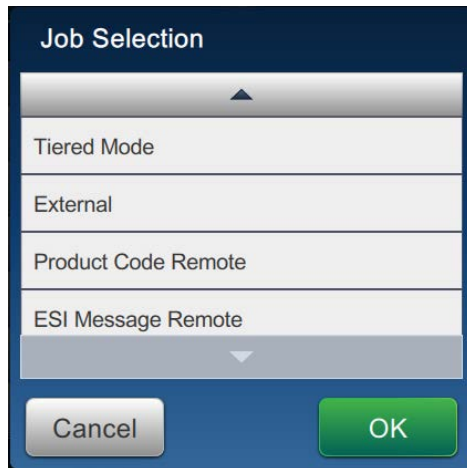 Job Selection
Tiered Mode
External
Product Code Remote
ESI Message Remote
Cancel
OK